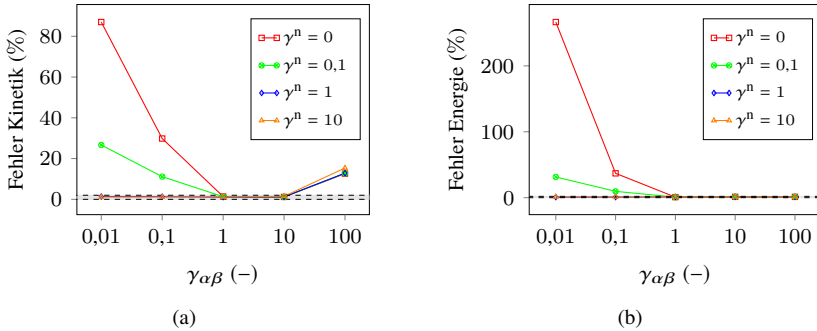 Fehler Kinetik (%)
80
60
40
20
0
0,01 0,1 1 10 100
γαβ (–)
γⁿ = 0
γⁿ = 0,1
γⁿ = 1
γⁿ = 10
(a)
Fehler Energie (%)
200
100
0
0,01 0,1 1 10 100
γαβ (–)
γⁿ = 0
γⁿ = 0,1
γⁿ = 1
γⁿ = 10
(b)